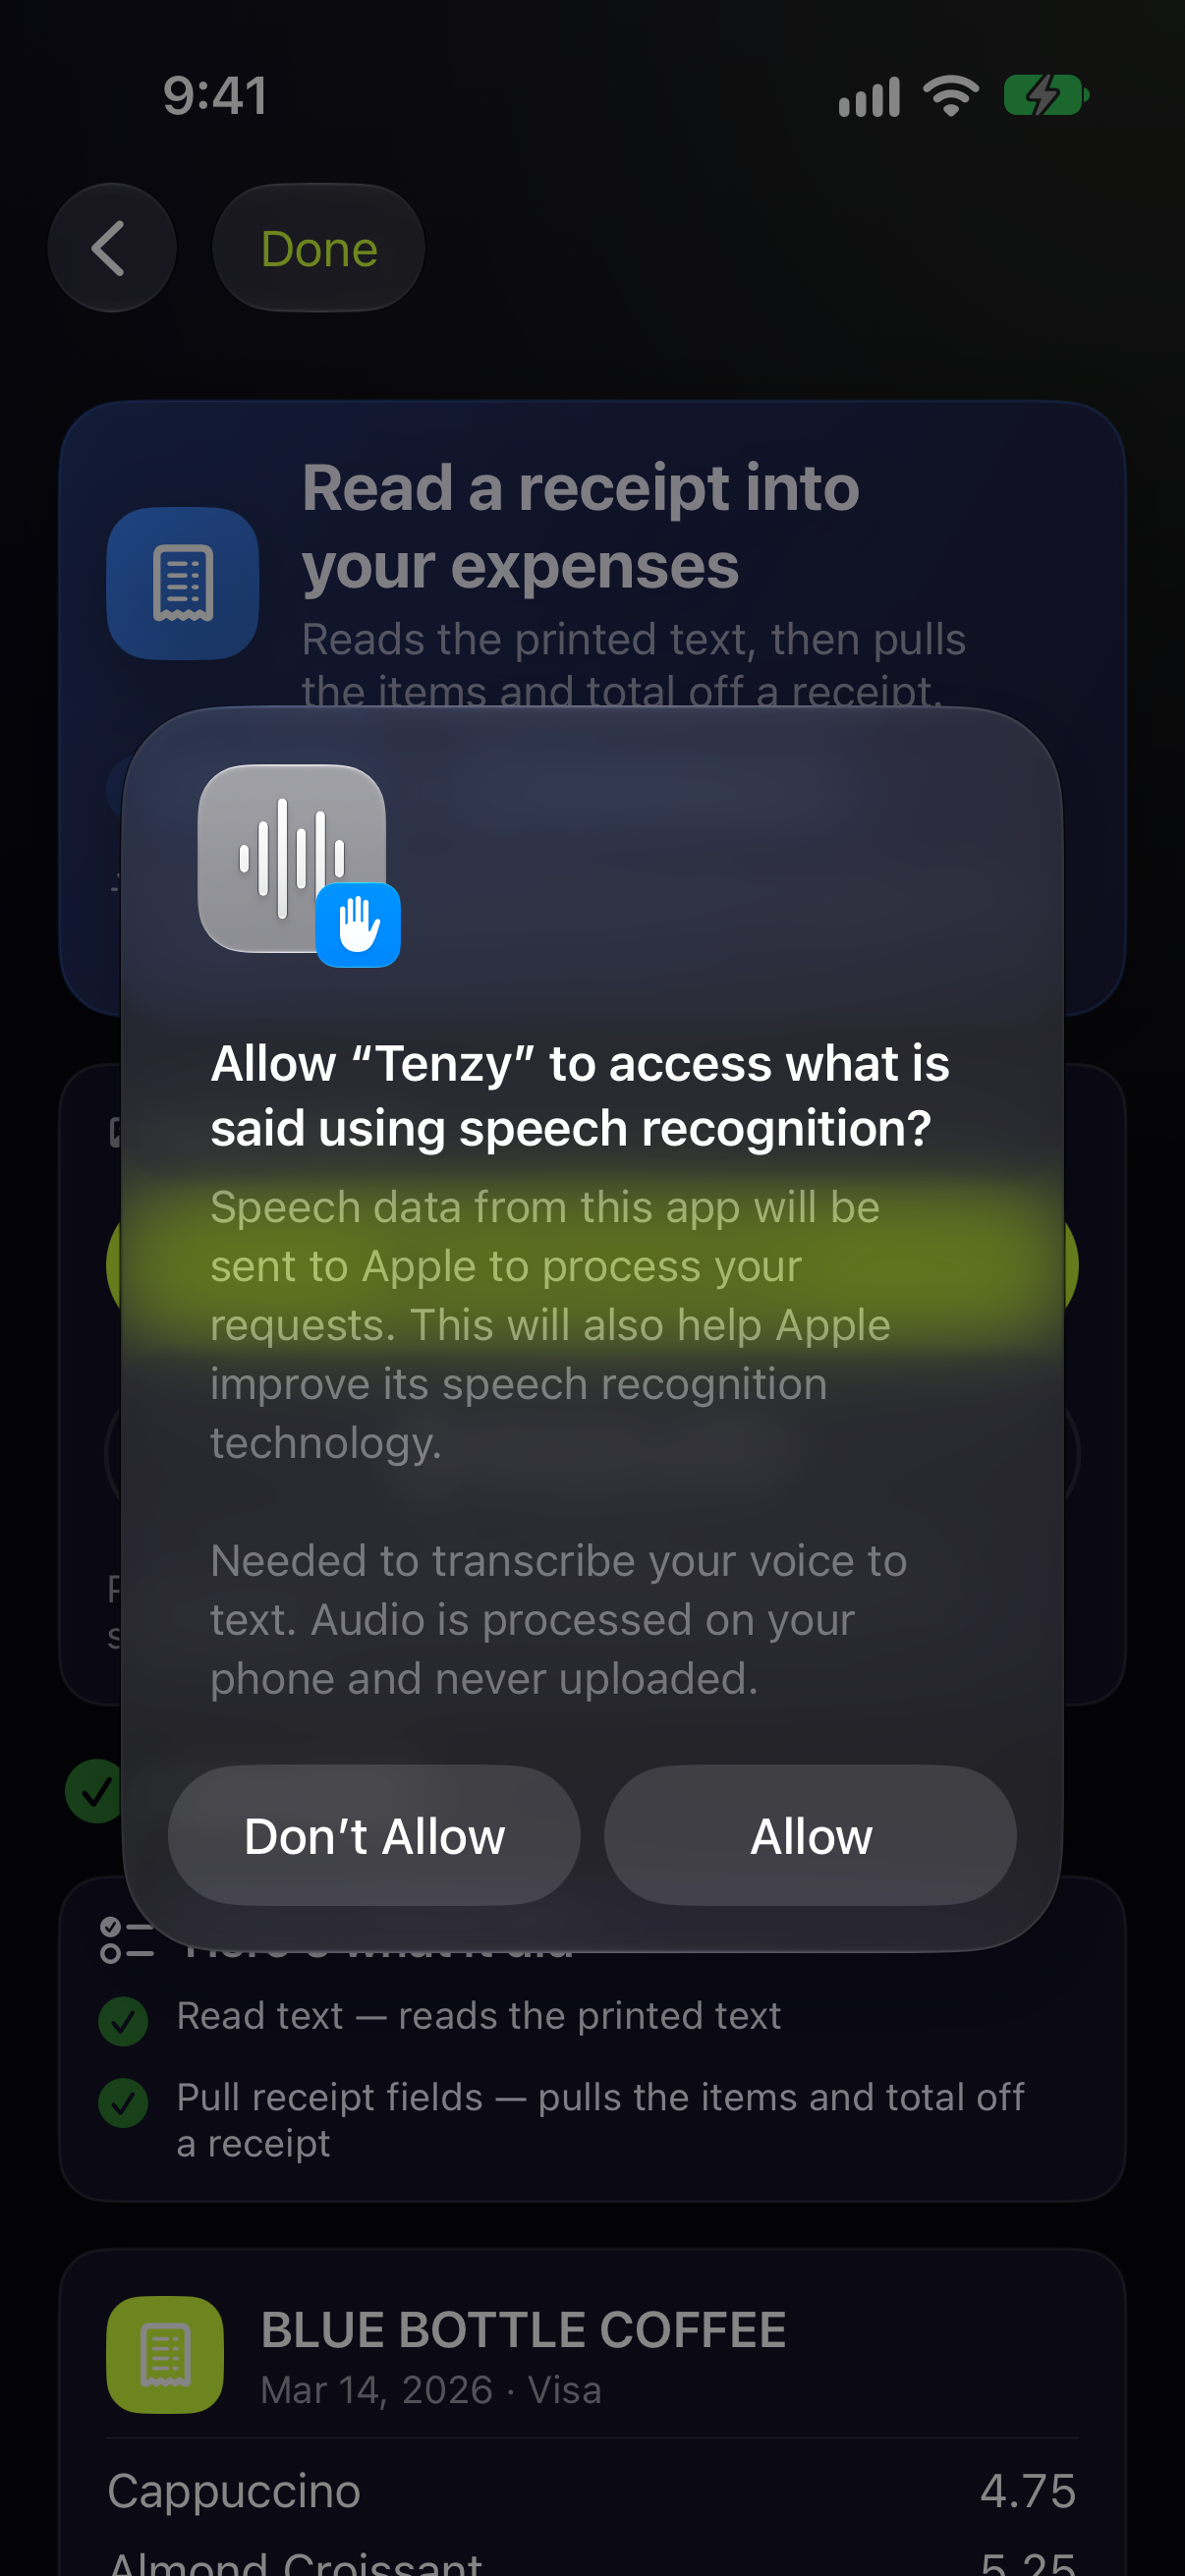 9:41
Done
Read a receipt into
your expenses
Reads the printed text, then pulls
the items and total off a receipt.
Allow “Tenzy” to access what is
said using speech recognition?
Speech data from this app will be
sent to Apple to process your
requests. This will also help Apple
improve its speech recognition
technology.
Needed to transcribe your voice to
text. Audio is processed on your
phone and never uploaded.
Don’t Allow
Allow
Read text — reads the printed text
Pull receipt fields — pulls the items and total off
a receipt
BLUE BOTTLE COFFEE
Mar 14, 2026 · Visa
Cappuccino 4.75
Almond Croissant 5.25